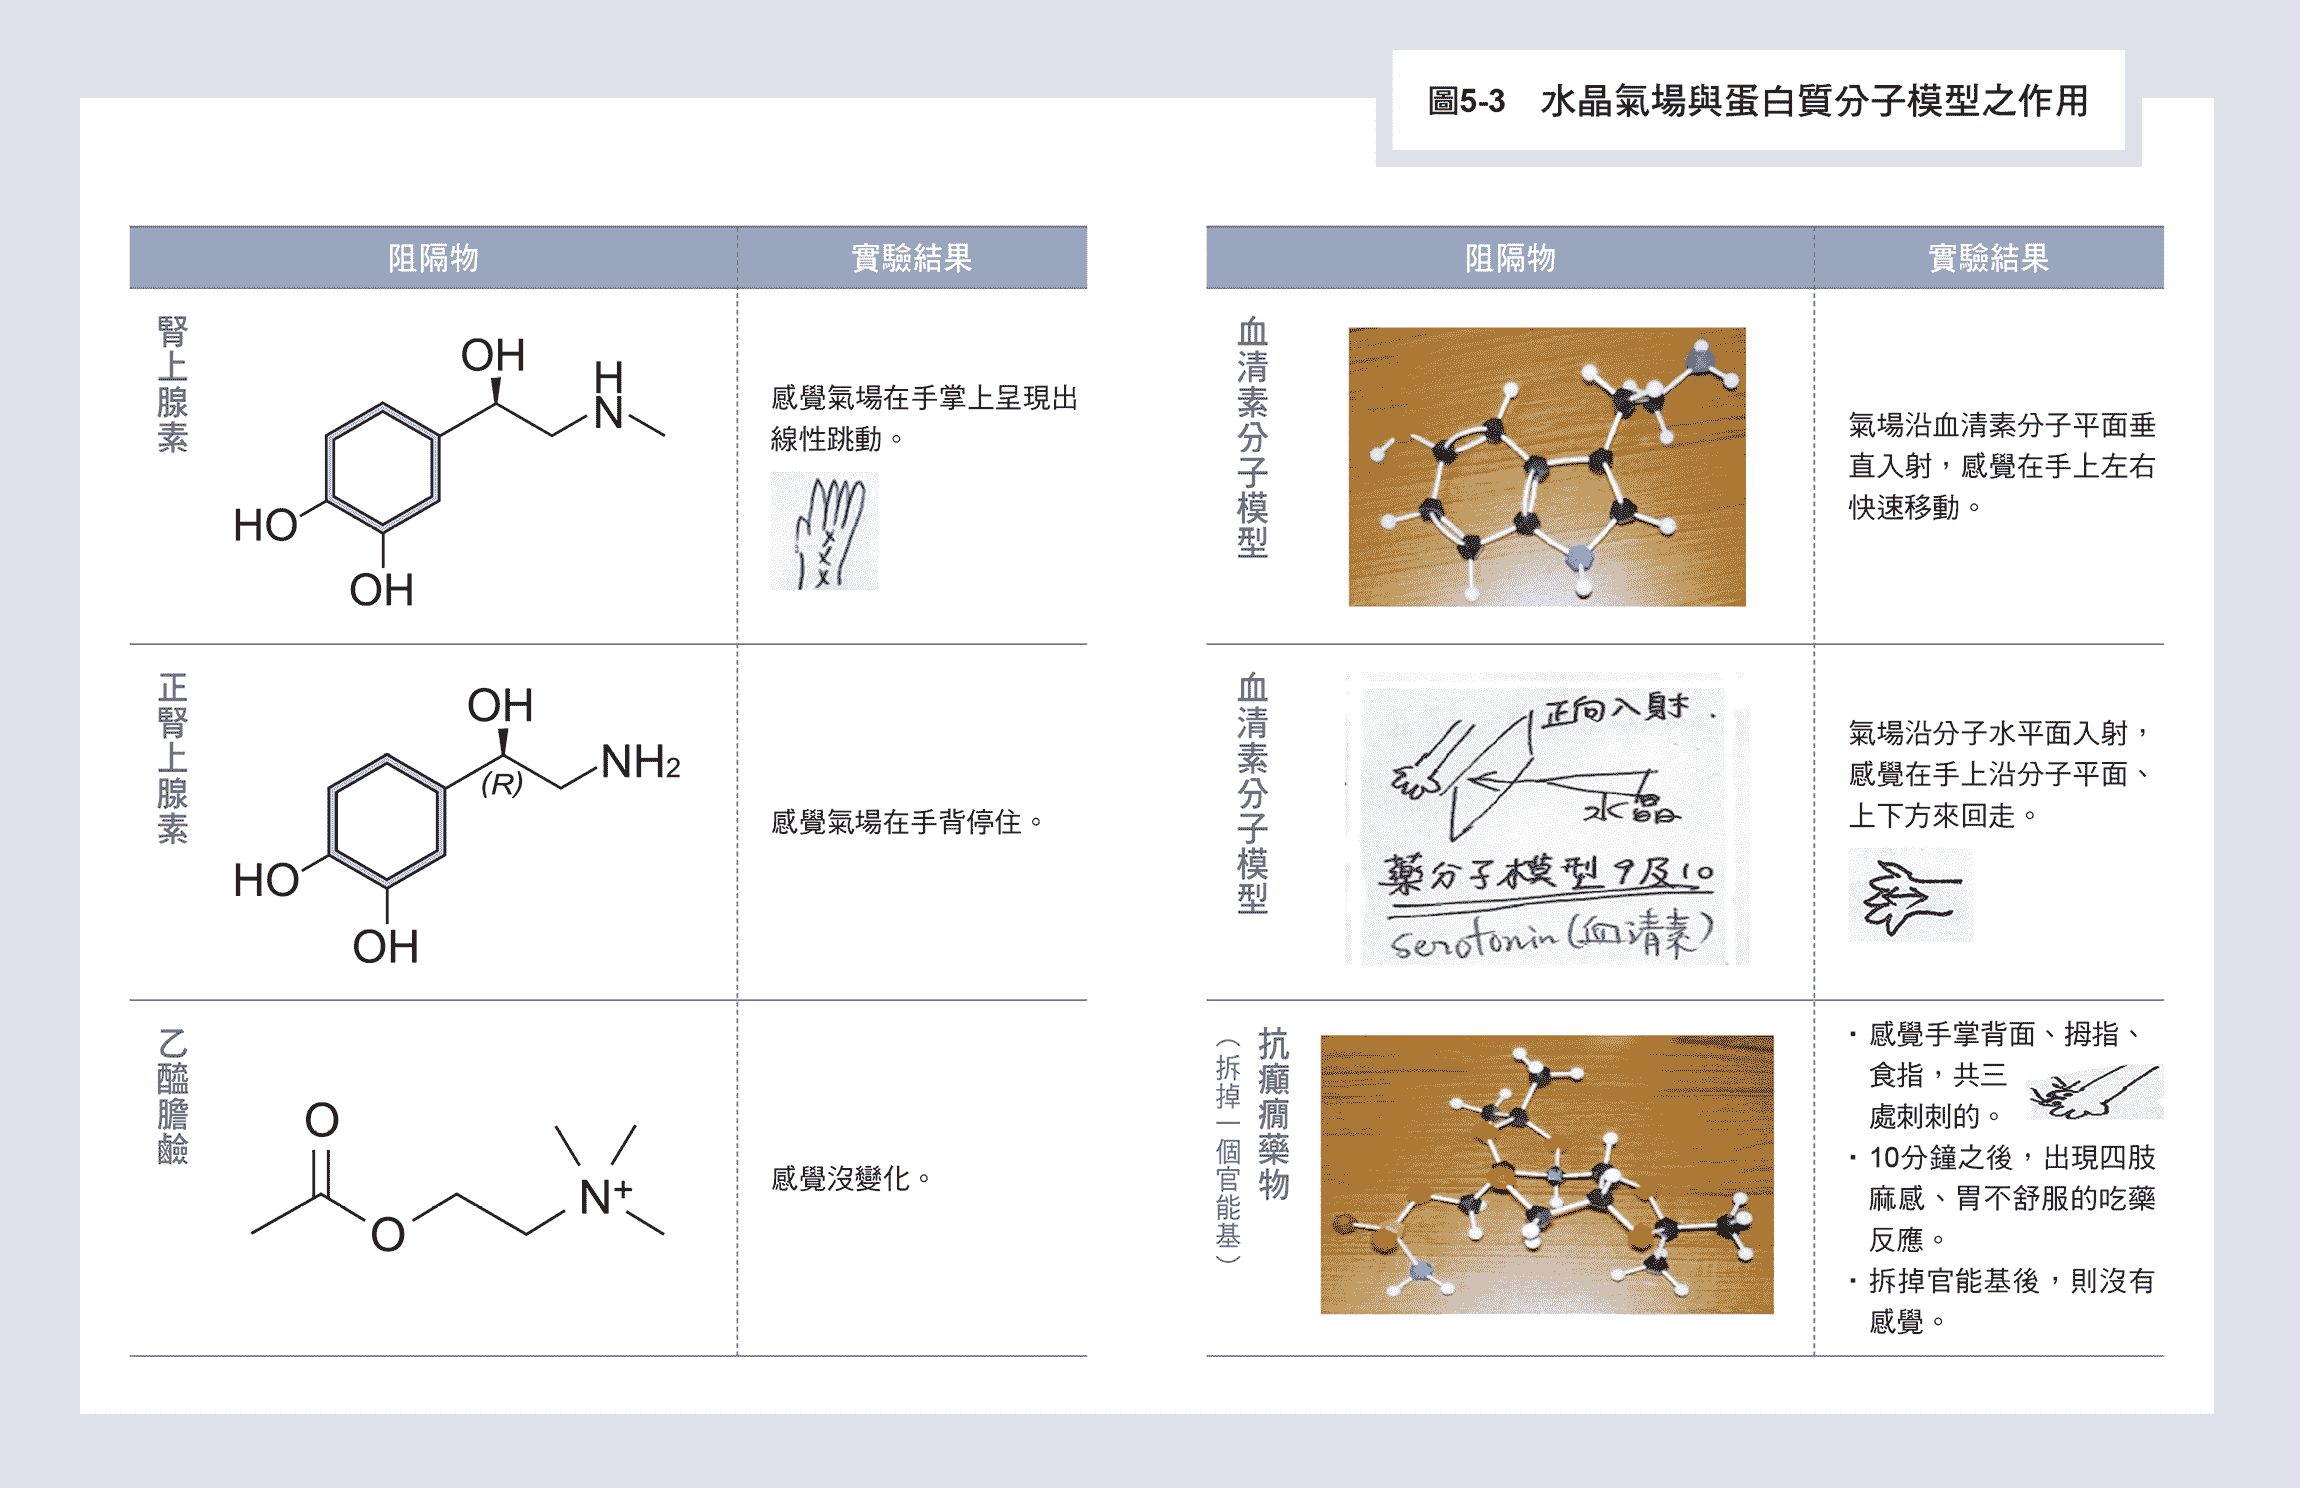 圖5-3　水晶氣場與蛋白質分子模型之作用
阻隔物
實驗結果
腎上腺素
OH
H
N
HO
OH
感覺氣場在手掌上呈現出
線性跳動。
正腎上腺素
OH
(R)
NH2
HO
OH
感覺氣場在手背停住。
乙醯膽鹼
O
O
N+
感覺沒變化。
阻隔物
實驗結果
血清素分子模型
氣場沿血清素分子平面垂
直入射，感覺在手上左右
快速移動。
血清素分子模型
正向入射.
水晶
藥分子模型9及10
serotonin(血清素)
氣場沿分子水平面入射，
感覺在手上沿分子平面、
上下方來回走。
抗癲癇藥物
（拆掉一個官能基）
・感覺手掌背面、拇指、
食指，共三
處刺刺的。
・10分鐘之後，出現四肢
麻感、胃不舒服的吃藥
反應。
・拆掉官能基後，則沒有
感覺。